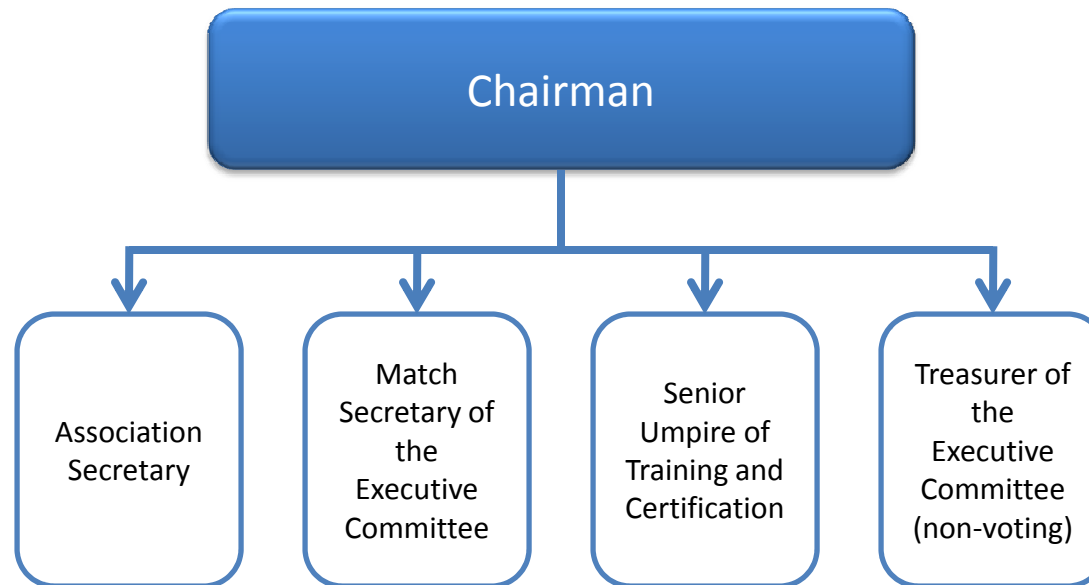 Chairman
Association
Secretary
Match
Secretary of
the
Executive
Committee
Senior
Umpire of
Training and
Certification
Treasurer of
the
Executive
Committee
(non-voting)